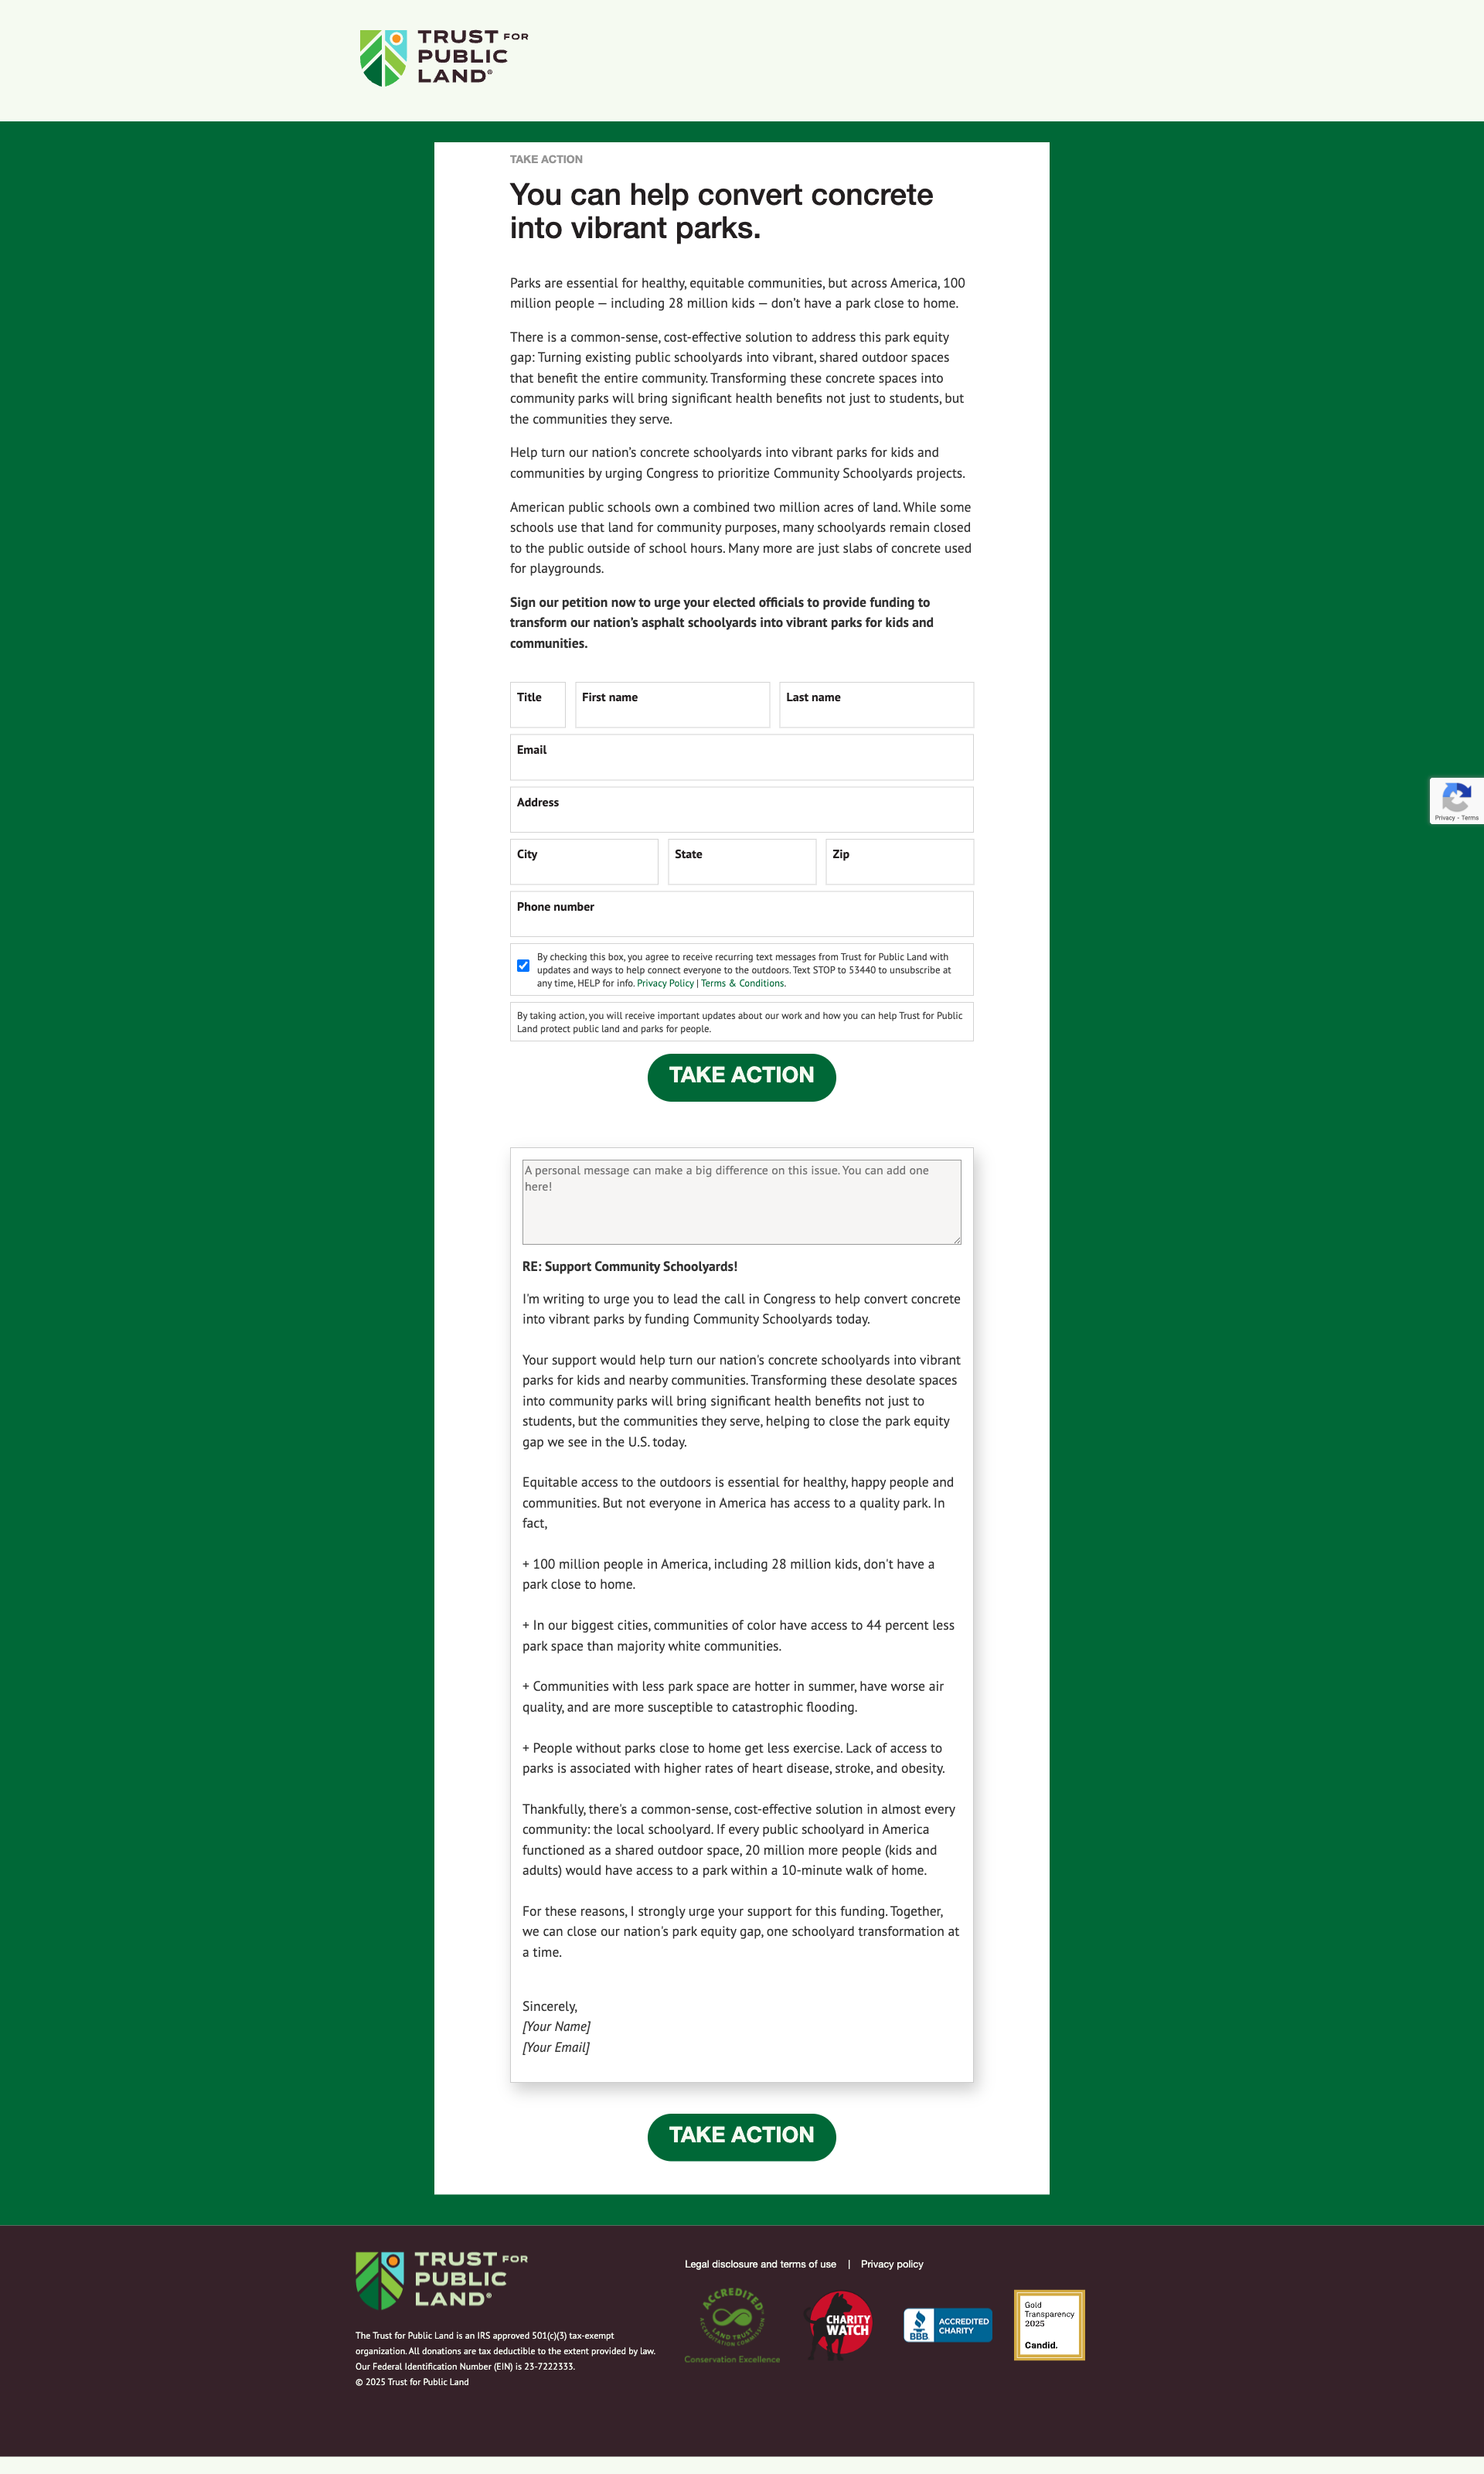 TRUST FOR
PUBLIC
LAND®
TAKE ACTION
You can help convert concrete
into vibrant parks.
Parks are essential for healthy, equitable communities, but across America, 100
million people — including 28 million kids — don’t have a park close to home.
There is a common-sense, cost-effective solution to address this park equity
gap: Turning existing public schoolyards into vibrant, shared outdoor spaces
that benefit the entire community. Transforming these concrete spaces into
community parks will bring significant health benefits not just to students, but
the communities they serve.
Help turn our nation’s concrete schoolyards into vibrant parks for kids and
communities by urging Congress to prioritize Community Schoolyards projects.
American public schools own a combined two million acres of land. While some
schools use that land for community purposes, many schoolyards remain closed
to the public outside of school hours. Many more are just slabs of concrete used
for playgrounds.
Sign our petition now to urge your elected officials to provide funding to
transform our nation’s asphalt schoolyards into vibrant parks for kids and
communities.
Title First name Last name
Email
Address
City State Zip
Phone number
By checking this box, you agree to receive recurring text messages from Trust for Public Land with
updates and ways to help connect everyone to the outdoors. Text STOP to 53440 to unsubscribe at
any time, HELP for info. Privacy Policy | Terms & Conditions.
By taking action, you will receive important updates about our work and how you can help Trust for Public
Land protect public land and parks for people.
TAKE ACTION
Privacy - Terms
A personal message can make a big difference on this issue. You can add one
here!
RE: Support Community Schoolyards!
I'm writing to urge you to lead the call in Congress to help convert concrete
into vibrant parks by funding Community Schoolyards today.
Your support would help turn our nation's concrete schoolyards into vibrant
parks for kids and nearby communities. Transforming these desolate spaces
into community parks will bring significant health benefits not just to
students, but the communities they serve, helping to close the park equity
gap we see in the U.S. today.
Equitable access to the outdoors is essential for healthy, happy people and
communities. But not everyone in America has access to a quality park. In
fact,
+ 100 million people in America, including 28 million kids, don't have a
park close to home.
+ In our biggest cities, communities of color have access to 44 percent less
park space than majority white communities.
+ Communities with less park space are hotter in summer, have worse air
quality, and are more susceptible to catastrophic flooding.
+ People without parks close to home get less exercise. Lack of access to
parks is associated with higher rates of heart disease, stroke, and obesity.
Thankfully, there's a common-sense, cost-effective solution in almost every
community: the local schoolyard. If every public schoolyard in America
functioned as a shared outdoor space, 20 million more people (kids and
adults) would have access to a park within a 10-minute walk of home.
For these reasons, I strongly urge your support for this funding. Together,
we can close our nation's park equity gap, one schoolyard transformation at
a time.
Sincerely,
[Your Name]
[Your Email]
TAKE ACTION
TRUST FOR
PUBLIC
LAND®
The Trust for Public Land is an IRS approved 501(c)(3) tax-exempt
organization. All donations are tax deductible to the extent provided by law.
Our Federal Identification Number (EIN) is 23-7222333.
© 2025 Trust for Public Land
Legal disclosure and terms of use | Privacy policy
ACCREDITED
LAND TRUST
ACCREDITATION COMMISSION
Conservation Excellence
CHARITY
WATCH
BBB
ACCREDITED
CHARITY
Gold
Transparency
2025
Candid.